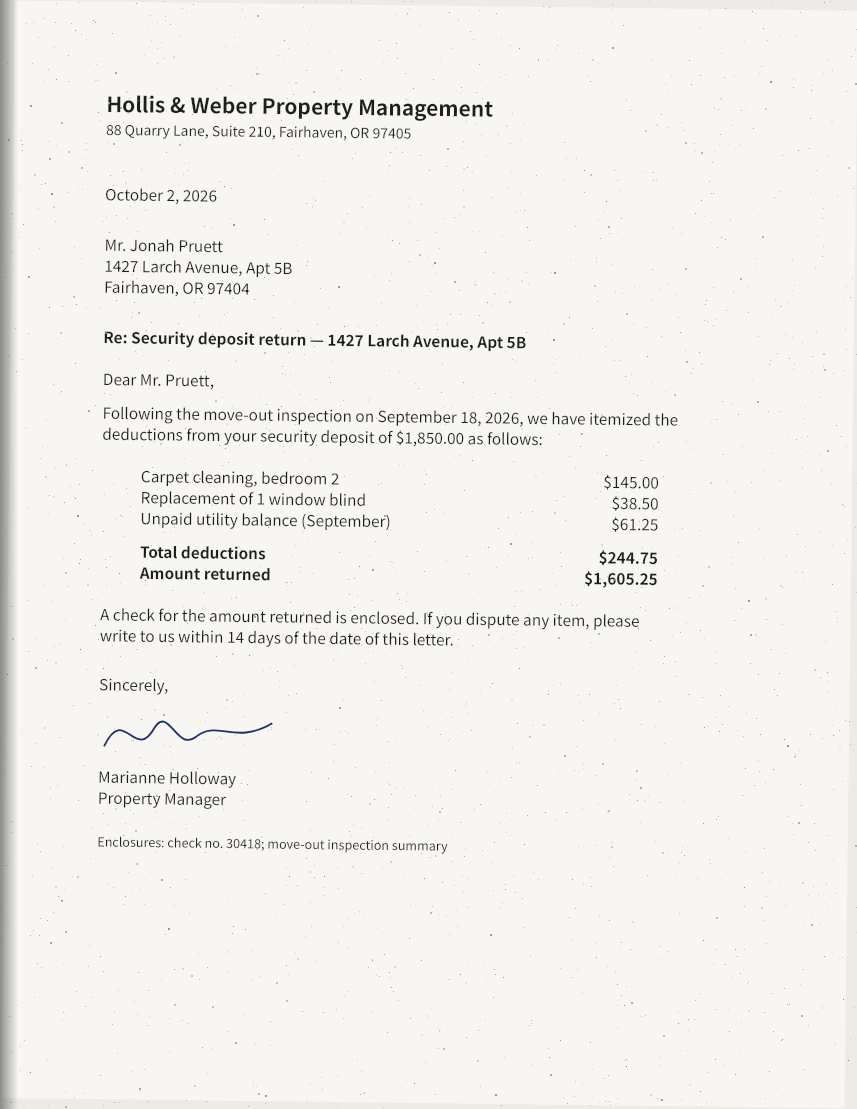 Hollis & Weber Property Management
88 Quarry Lane, Suite 210, Fairhaven, OR 97405
October 2, 2026
Mr. Jonah Pruett
1427 Larch Avenue, Apt 5B
Fairhaven, OR 97404
Re: Security deposit return — 1427 Larch Avenue, Apt 5B
Dear Mr. Pruett,
Following the move-out inspection on September 18, 2026, we have itemized the
deductions from your security deposit of $1,850.00 as follows:
Carpet cleaning, bedroom 2 $145.00
Replacement of 1 window blind $38.50
Unpaid utility balance (September) $61.25
Total deductions $244.75
Amount returned $1,605.25
A check for the amount returned is enclosed. If you dispute any item, please
write to us within 14 days of the date of this letter.
Sincerely,
Marianne Holloway
Property Manager
Enclosures: check no. 30418; move-out inspection summary